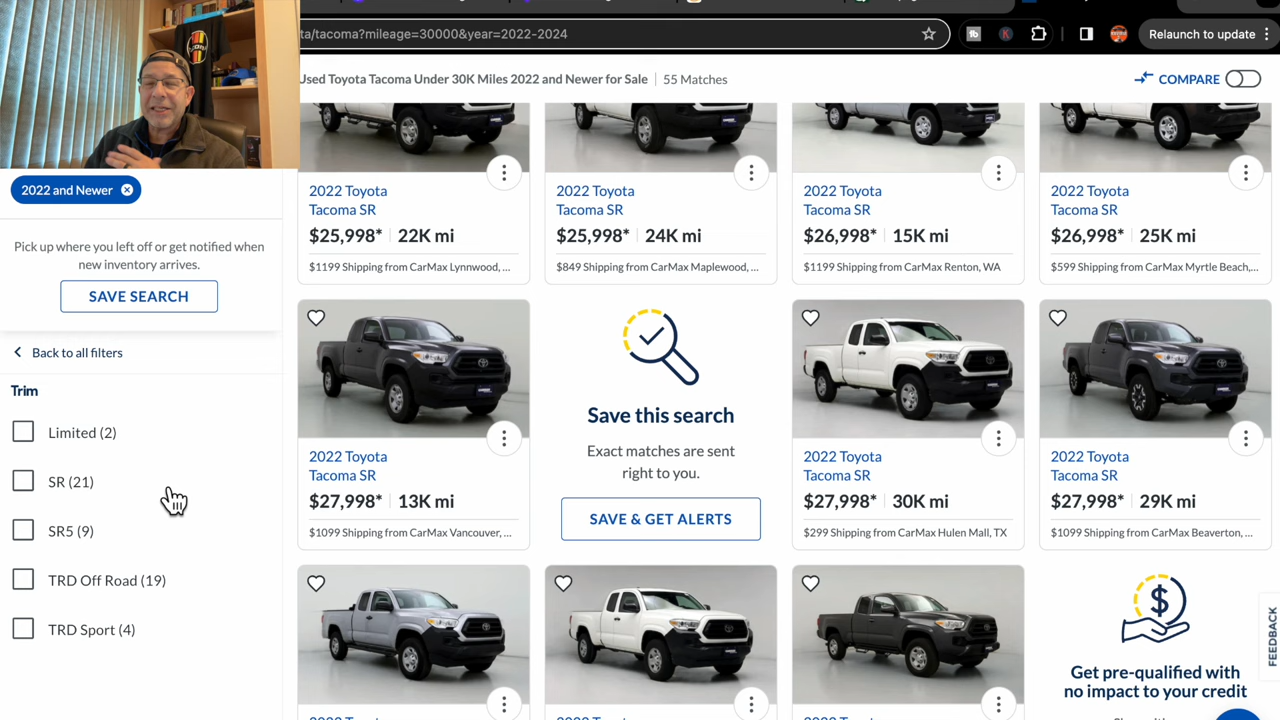 ta/tacoma?mileage=30000&year=2022-2024
Relaunch to update
Used Toyota Tacoma Under 30K Miles 2022 and Newer for Sale | 55 Matches
COMPARE
2022 and Newer
Pick up where you left off or get notified when
new inventory arrives.
SAVE SEARCH
Back to all filters
Trim
Limited (2)
SR (21)
SR5 (9)
TRD Off Road (19)
TRD Sport (4)
2022 Toyota
Tacoma SR
$25,998* | 22K mi
$1199 Shipping from CarMax Lynnwood, ...
2022 Toyota
Tacoma SR
$25,998* | 24K mi
$849 Shipping from CarMax Maplewood, ...
2022 Toyota
Tacoma SR
$26,998* | 15K mi
$1199 Shipping from CarMax Renton, WA
2022 Toyota
Tacoma SR
$26,998* | 25K mi
$599 Shipping from CarMax Myrtle Beach,...
2022 Toyota
Tacoma SR
$27,998* | 13K mi
$1099 Shipping from CarMax Vancouver, ...
Save this search
Exact matches are sent
right to you.
SAVE & GET ALERTS
2022 Toyota
Tacoma SR
$27,998* | 30K mi
$299 Shipping from CarMax Hulen Mall, TX
2022 Toyota
Tacoma SR
$27,998* | 29K mi
$1099 Shipping from CarMax Beaverton, ...
Get pre-qualified with
no impact to your credit
FEEDBACK